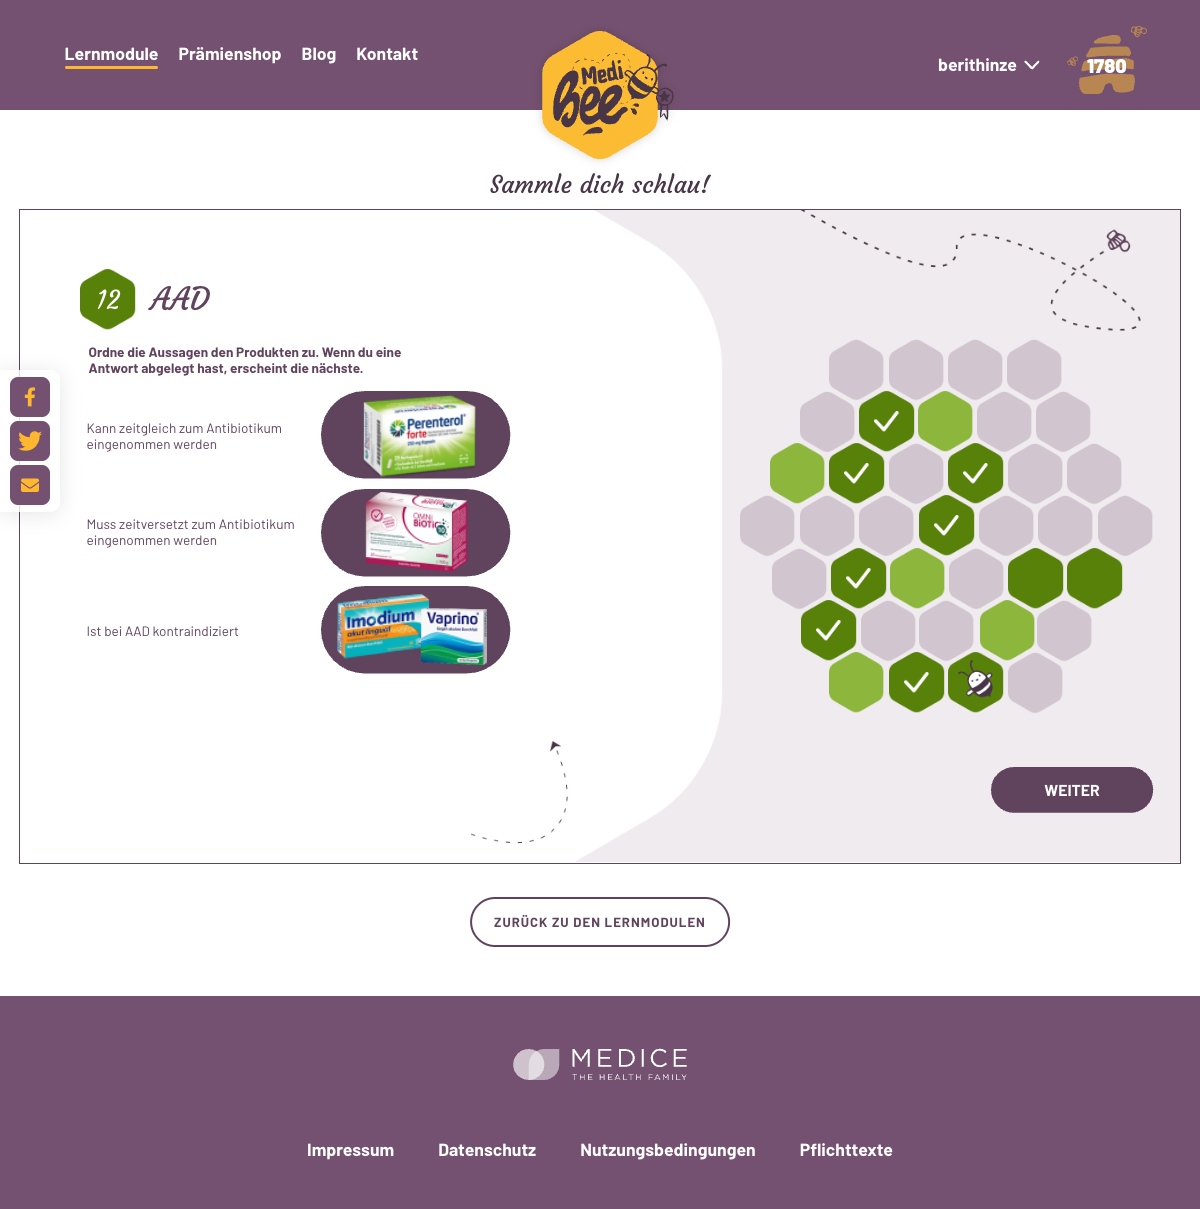 Lernmodule Prämienshop Blog Kontakt
Medi
bee
berithinze
1780
Sammle dich schlau!
12 AAD
Ordne die Aussagen den Produkten zu. Wenn du eine
Antwort abgelegt hast, erscheint die nächste.
Kann zeitgleich zum Antibiotikum
eingenommen werden
Perenterol®
forte
250 mg Kapseln
Muss zeitversetzt zum Antibiotikum
eingenommen werden
OMNi
BiOTiC
10
Ist bei AAD kontraindiziert
Imodium
akut lingual
Vaprino®
WEITER
ZURÜCK ZU DEN LERNMODULEN
MEDICE
THE HEALTH FAMILY
Impressum Datenschutz Nutzungsbedingungen Pflichttexte